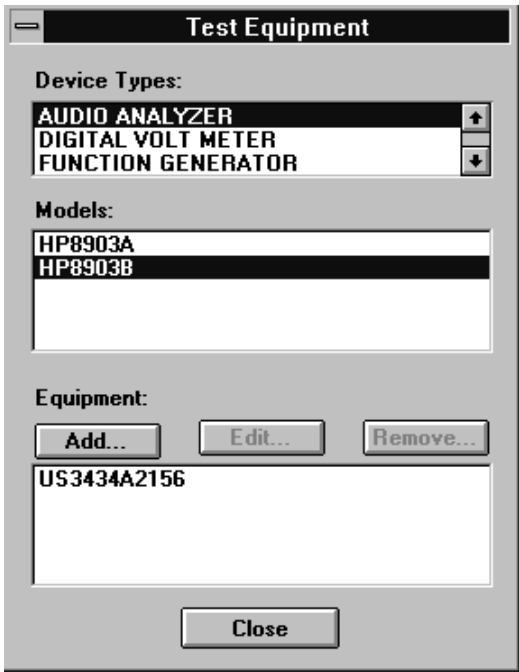 Test Equipment
Device Types:
AUDIO ANALYZER
DIGITAL VOLT METER
FUNCTION GENERATOR
Models:
HP8903A
HP8903B
Equipment:
Add... Edit... Remove...
US3434A2156
Close